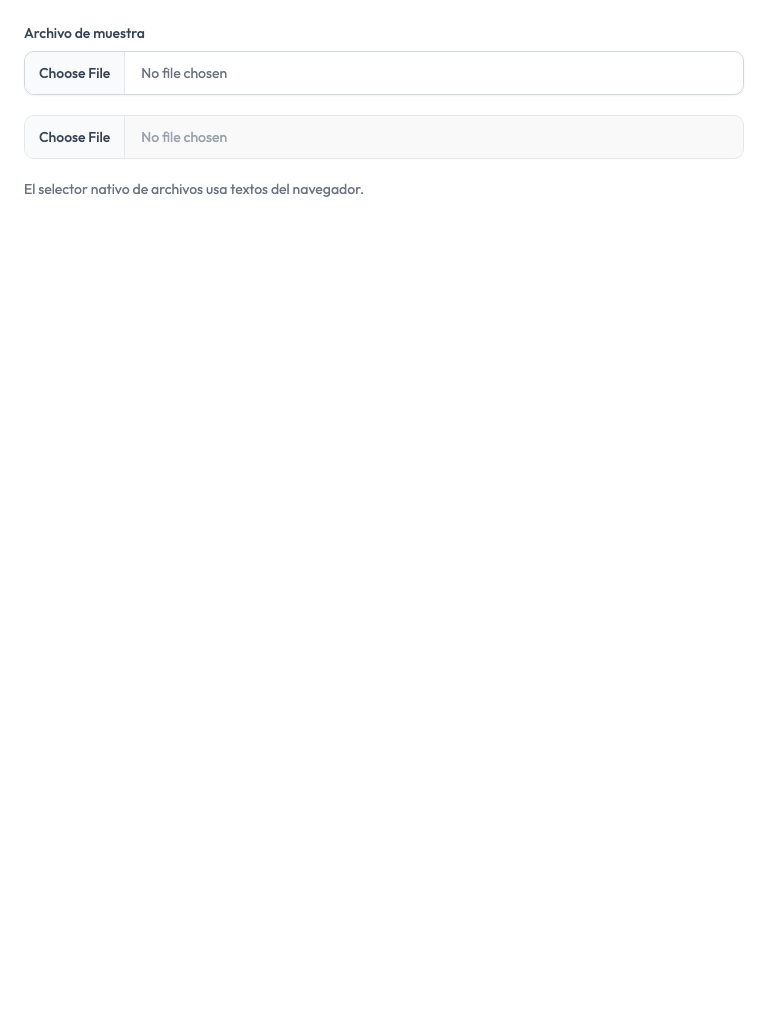 Archivo de muestra
Choose File No file chosen
Choose File No file chosen
El selector nativo de archivos usa textos del navegador.